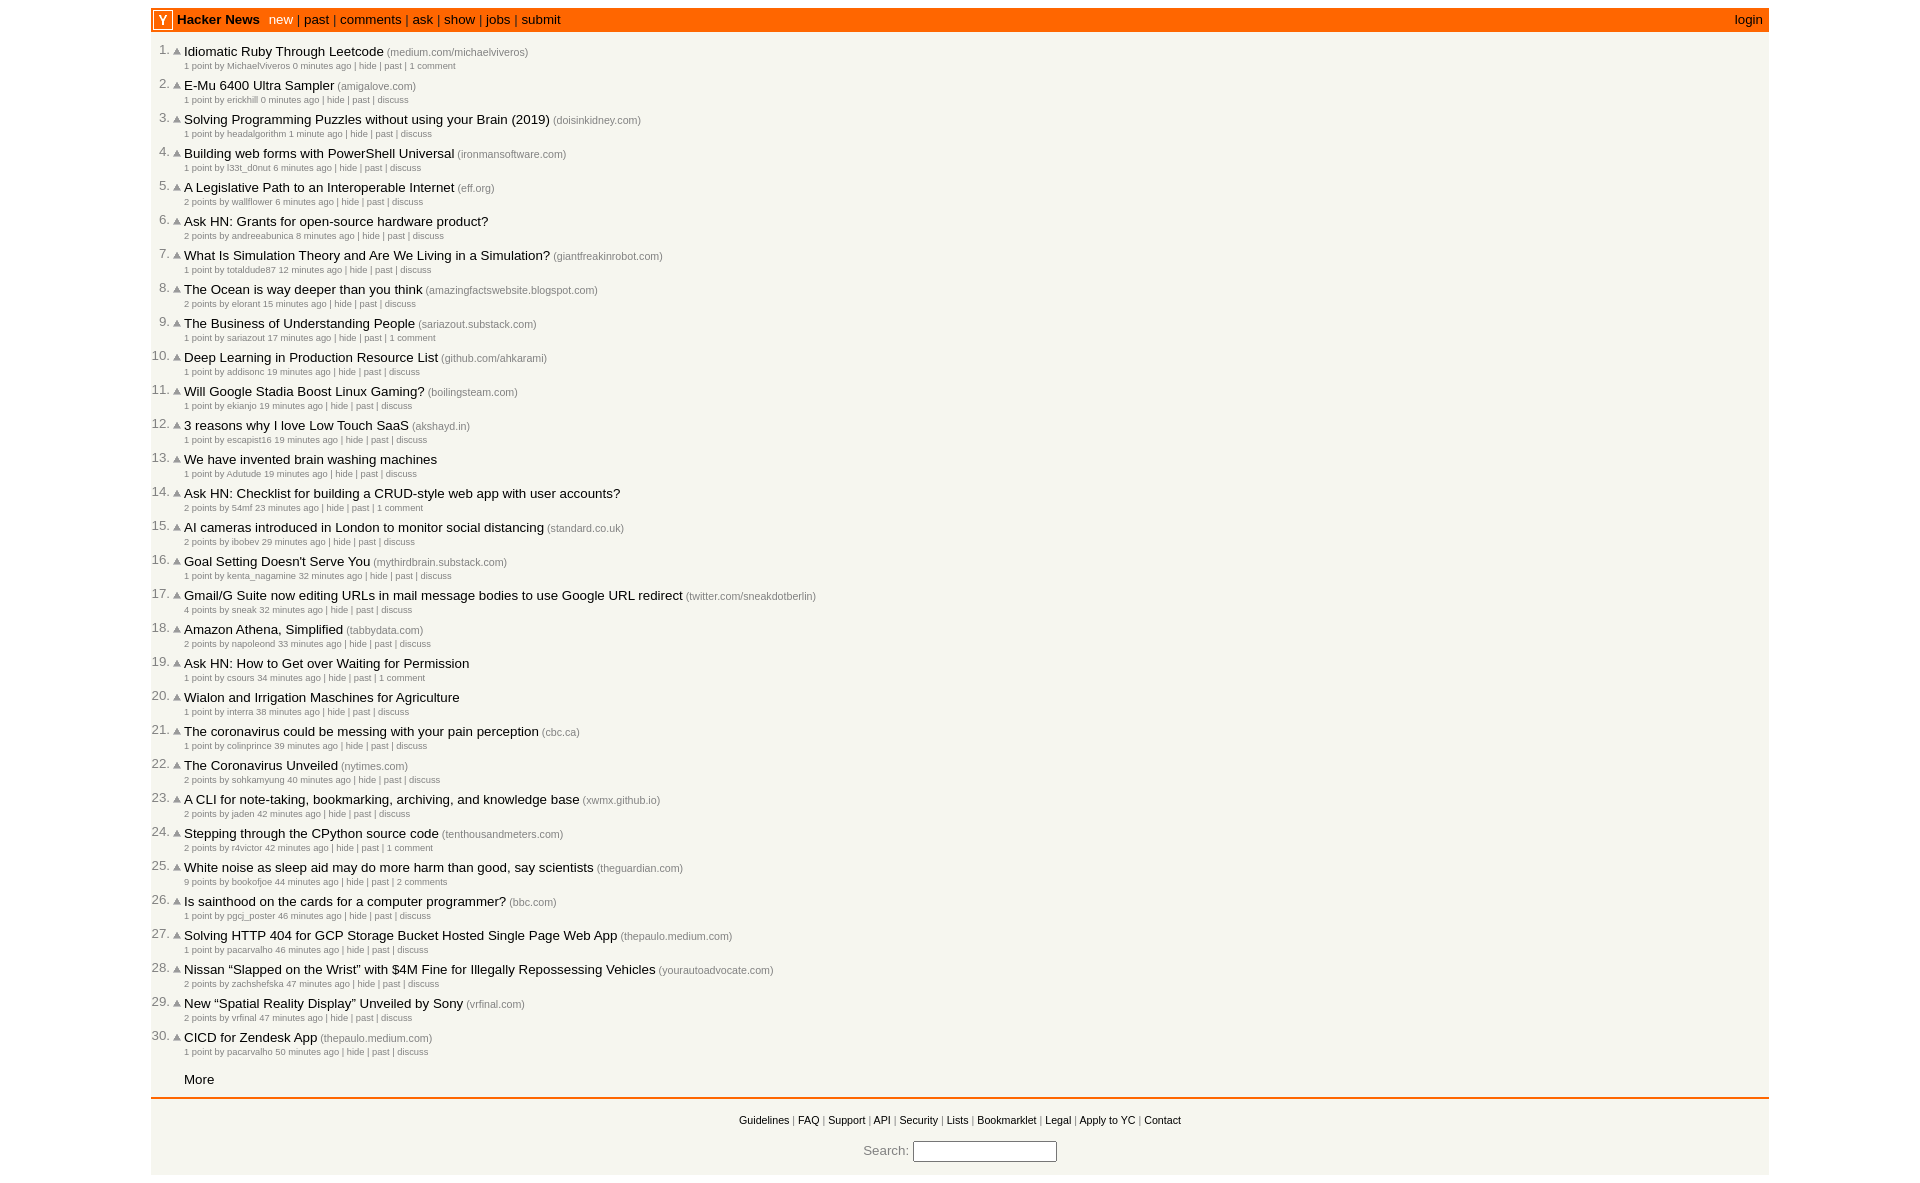 Y Hacker News new | past | comments | ask | show | jobs | submit login
1. Idiomatic Ruby Through Leetcode (medium.com/michaelviveros)
1 point by MichaelViveros 0 minutes ago | hide | past | 1 comment
2. E-Mu 6400 Ultra Sampler (amigalove.com)
1 point by erickhill 0 minutes ago | hide | past | discuss
3. Solving Programming Puzzles without using your Brain (2019) (doisinkidney.com)
1 point by headalgorithm 1 minute ago | hide | past | discuss
4. Building web forms with PowerShell Universal (ironmansoftware.com)
1 point by l33t_d0nut 6 minutes ago | hide | past | discuss
5. A Legislative Path to an Interoperable Internet (eff.org)
2 points by wallflower 6 minutes ago | hide | past | discuss
6. Ask HN: Grants for open-source hardware product?
2 points by andreeabunica 8 minutes ago | hide | past | discuss
7. What Is Simulation Theory and Are We Living in a Simulation? (giantfreakinrobot.com)
1 point by totaldude87 12 minutes ago | hide | past | discuss
8. The Ocean is way deeper than you think (amazingfactswebsite.blogspot.com)
2 points by elorant 15 minutes ago | hide | past | discuss
9. The Business of Understanding People (sariazout.substack.com)
1 point by sariazout 17 minutes ago | hide | past | 1 comment
10. Deep Learning in Production Resource List (github.com/ahkarami)
1 point by addisonc 19 minutes ago | hide | past | discuss
11. Will Google Stadia Boost Linux Gaming? (boilingsteam.com)
1 point by ekianjo 19 minutes ago | hide | past | discuss
12. 3 reasons why I love Low Touch SaaS (akshayd.in)
1 point by escapist16 19 minutes ago | hide | past | discuss
13. We have invented brain washing machines
1 point by Adutude 19 minutes ago | hide | past | discuss
14. Ask HN: Checklist for building a CRUD-style web app with user accounts?
2 points by 54mf 23 minutes ago | hide | past | 1 comment
15. AI cameras introduced in London to monitor social distancing (standard.co.uk)
2 points by ibobev 29 minutes ago | hide | past | discuss
16. Goal Setting Doesn't Serve You (mythirdbrain.substack.com)
1 point by kenta_nagamine 32 minutes ago | hide | past | discuss
17. Gmail/G Suite now editing URLs in mail message bodies to use Google URL redirect (twitter.com/sneakdotberlin)
4 points by sneak 32 minutes ago | hide | past | discuss
18. Amazon Athena, Simplified (tabbydata.com)
2 points by napoleond 33 minutes ago | hide | past | discuss
19. Ask HN: How to Get over Waiting for Permission
1 point by csours 34 minutes ago | hide | past | 1 comment
20. Wialon and Irrigation Maschines for Agriculture
1 point by interra 38 minutes ago | hide | past | discuss
21. The coronavirus could be messing with your pain perception (cbc.ca)
1 point by colinprince 39 minutes ago | hide | past | discuss
22. The Coronavirus Unveiled (nytimes.com)
2 points by sohkamyung 40 minutes ago | hide | past | discuss
23. A CLI for note-taking, bookmarking, archiving, and knowledge base (xwmx.github.io)
2 points by jaden 42 minutes ago | hide | past | discuss
24. Stepping through the CPython source code (tenthousandmeters.com)
2 points by r4victor 42 minutes ago | hide | past | 1 comment
25. White noise as sleep aid may do more harm than good, say scientists (theguardian.com)
9 points by bookofjoe 44 minutes ago | hide | past | 2 comments
26. Is sainthood on the cards for a computer programmer? (bbc.com)
1 point by pgcj_poster 46 minutes ago | hide | past | discuss
27. Solving HTTP 404 for GCP Storage Bucket Hosted Single Page Web App (thepaulo.medium.com)
1 point by pacarvalho 46 minutes ago | hide | past | discuss
28. Nissan “Slapped on the Wrist” with $4M Fine for Illegally Repossessing Vehicles (yourautoadvocate.com)
2 points by zachshefska 47 minutes ago | hide | past | discuss
29. New “Spatial Reality Display” Unveiled by Sony (vrfinal.com)
2 points by vrfinal 47 minutes ago | hide | past | discuss
30. CICD for Zendesk App (thepaulo.medium.com)
1 point by pacarvalho 50 minutes ago | hide | past | discuss
More
Guidelines | FAQ | Support | API | Security | Lists | Bookmarklet | Legal | Apply to YC | Contact
Search: